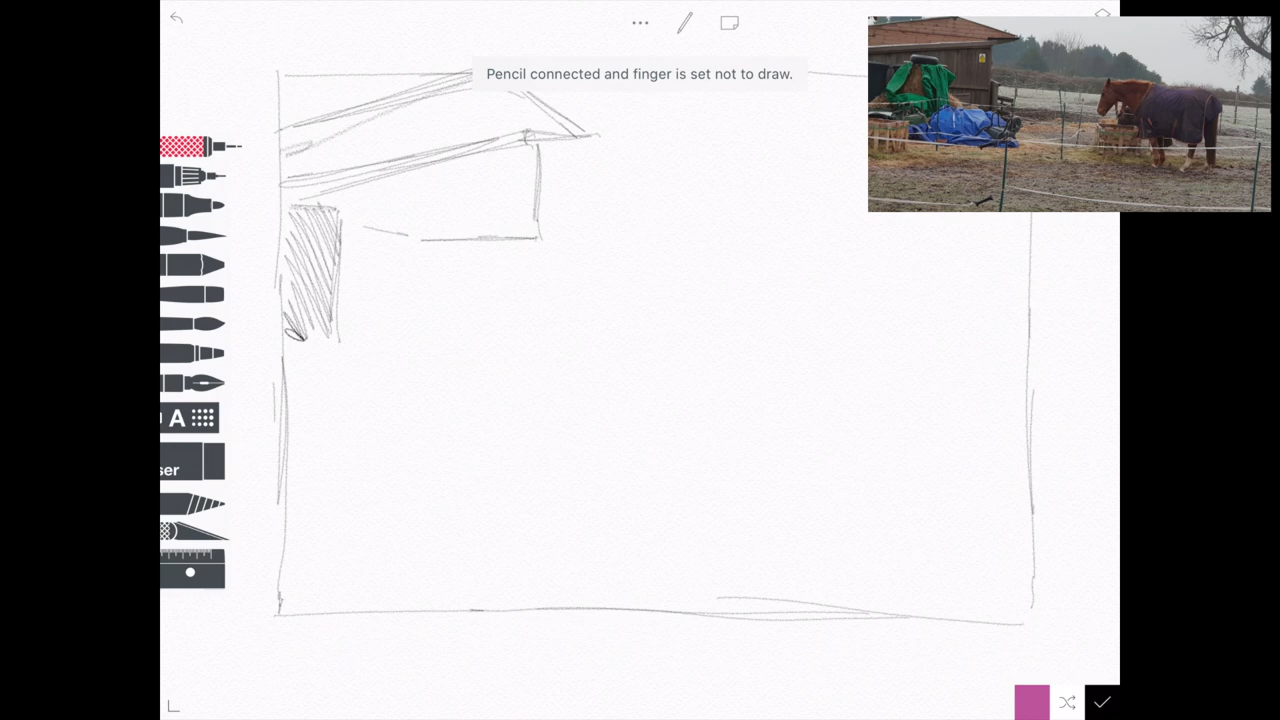 Pencil connected and finger is set not to draw.
A
ser